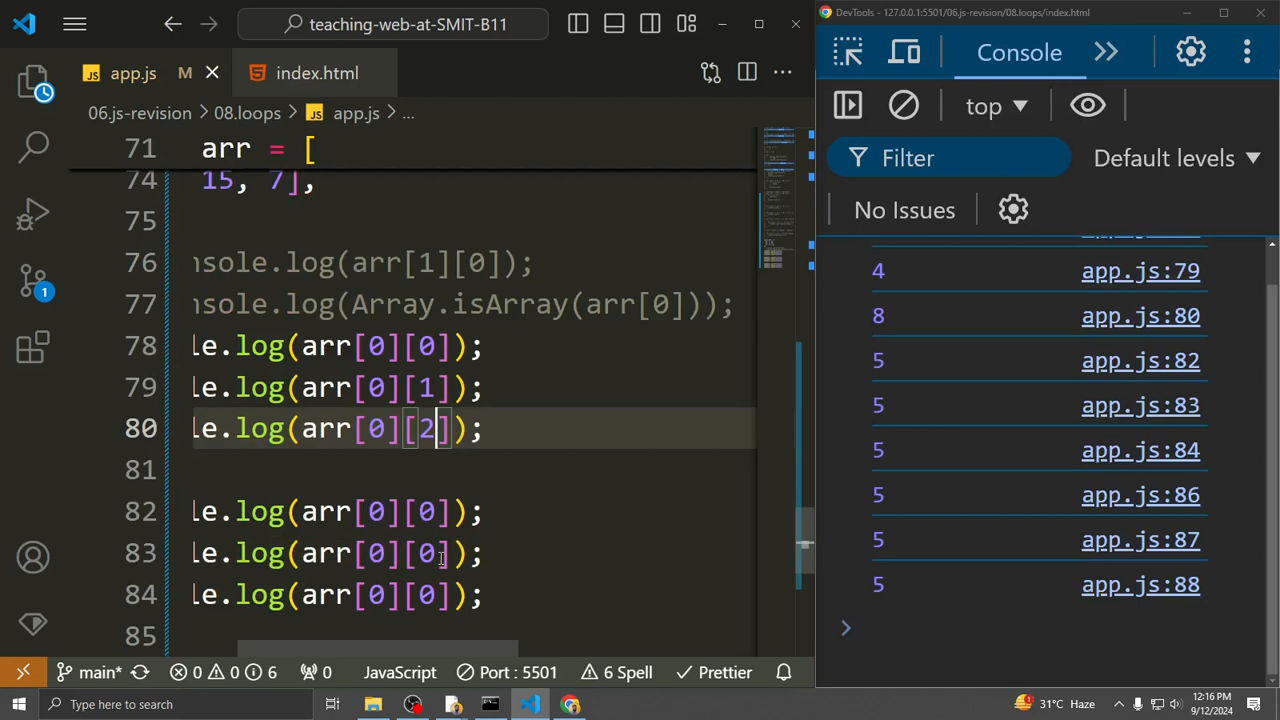 teaching-web-at-SMIT-B11
DevTools - 127.0.0.1:5501/06.js-revision/08.loops/index.html
JS app.js M
index.html
06.js-revision > 08.loops > JS app.js > ...
71 arr = [
74 15, 7],
75
76 nsole.log(arr[1][0]);
77 nsole.log(Array.isArray(arr[0]));
78 le.log(arr[0][0]);
79 le.log(arr[0][1]);
80 le.log(arr[0][2]);
81
82 le.log(arr[0][0]);
83 le.log(arr[0][0]);
84 le.log(arr[0][0]);
85
1
main* 0 0 6 0 JavaScript Port : 5501 6 Spell Prettier
Console
top
Filter
Default levels
No Issues
4 app.js:79
8 app.js:80
5 app.js:82
5 app.js:83
5 app.js:84
5 app.js:86
5 app.js:87
5 app.js:88
Type here to search
31°C Haze
12:16 PM
9/12/2024